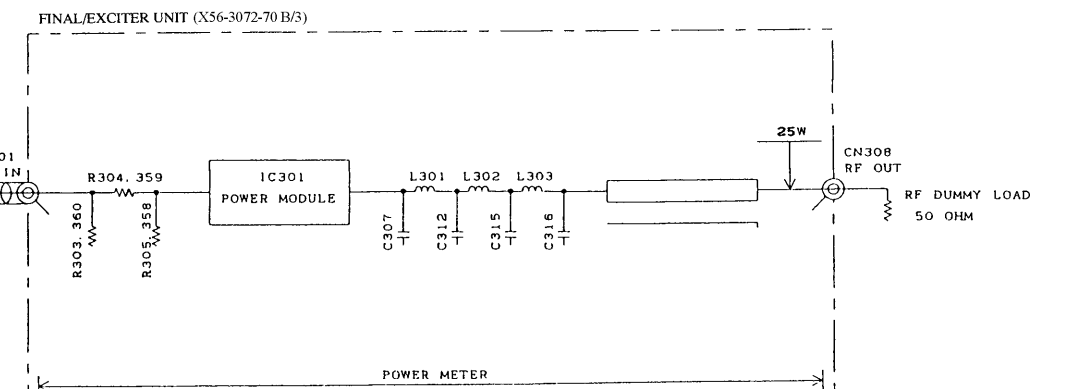 FINAL/EXCITER UNIT (X56-3072-70 B/3)
25W
01
IN
CN308
RF OUT
R304, 359
IC301
POWER MODULE
L301 L302 L303
RF DUMMY LOAD
50 OHM
R303, 360
R305, 358
C307
C312
C315
C316
POWER METER